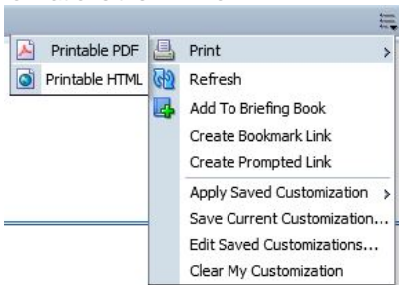 Printable PDF
Printable HTML
Print
Refresh
Add To Briefing Book
Create Bookmark Link
Create Prompted Link
Apply Saved Customization
Save Current Customization...
Edit Saved Customizations...
Clear My Customization